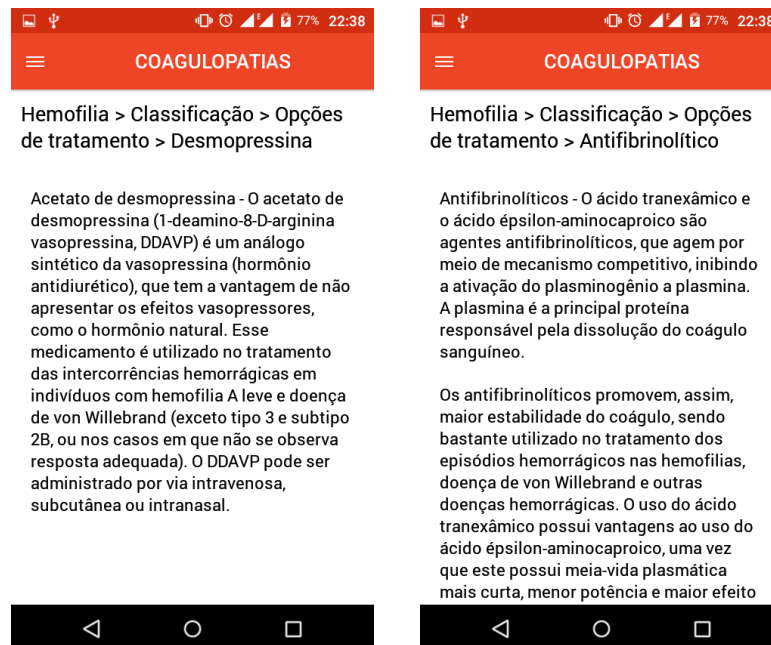 77% 22:38
COAGULOPATIAS
Hemofilia > Classificação > Opções
de tratamento > Desmopressina
Acetato de desmopressina - O acetato de
desmopressina (1-deamino-8-D-arginina
vasopressina, DDAVP) é um análogo
sintético da vasopressina (hormônio
antidiurético), que tem a vantagem de não
apresentar os efeitos vasopressores,
como o hormônio natural. Esse
medicamento é utilizado no tratamento
das intercorrências hemorrágicas em
indivíduos com hemofilia A leve e doença
de von Willebrand (exceto tipo 3 e subtipo
2B, ou nos casos em que não se observa
resposta adequada). O DDAVP pode ser
administrado por via intravenosa,
subcutânea ou intranasal.
77% 22:38
COAGULOPATIAS
Hemofilia > Classificação > Opções
de tratamento > Antifibrinolítico
Antifibrinolíticos - O ácido tranexâmico e
o ácido épsilon-aminocaproico são
agentes antifibrinolíticos, que agem por
meio de mecanismo competitivo, inibindo
a ativação do plasminogênio a plasmina.
A plasmina é a principal proteína
responsável pela dissolução do coágulo
sanguíneo.
Os antifibrinolíticos promovem, assim,
maior estabilidade do coágulo, sendo
bastante utilizado no tratamento dos
episódios hemorrágicos nas hemofilias,
doença de von Willebrand e outras
doenças hemorrágicas. O uso do ácido
tranexâmico possui vantagens ao uso do
ácido épsilon-aminocaproico, uma vez
que este possui meia-vida plasmática
mais curta, menor potência e maior efeito